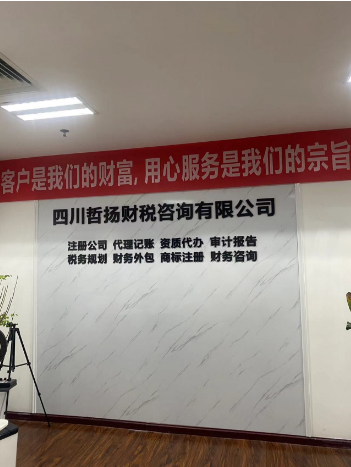 客户是我们的财富,用心服务是我们的宗旨
四川哲扬财税咨询有限公司
注册公司 代理记账 资质代办 审计报告
税务规划 财务外包 商标注册 财务咨询